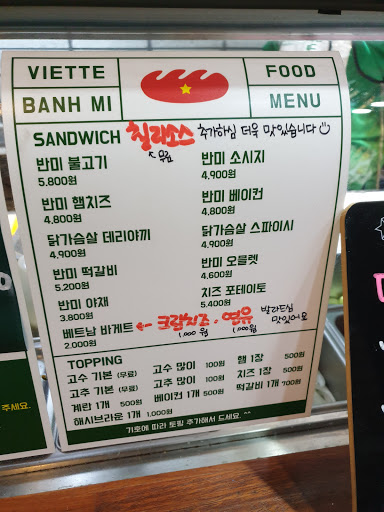 VIETTE FOOD
BANH MI MENU
SANDWICH 칠리소스 추가하심 더욱 맛있습니다
무료
반미 불고기
5.800원
반미 햄치즈
4,800원
닭가슴살 데리야끼
4,900원
반미 떡갈비
5,200원
반미 야채
3.800원
베트남 바게트 ← 크림치즈 · 연유
2.000원 1,000원 1,000원
반미 소시지
4.900원
반미 베이컨
4,800원
닭가슴살 스파이시
4,900원
반미 오믈렛
4,600원
치즈 포테이토
5.400원
발라드심
맛있어요
TOPPING
고수 기본 (무료) 고수 많이 100원 햄 1장 500원
고추 기본 (무료) 고추 많이 100원 치즈 1장 500원
계란 1개 500원 베이컨 1개 500원 떡갈비 1개 700원
해시브라운 1개 1,000원
기호에 따라 토핑 추가해서 드세요. ^^
주세요.